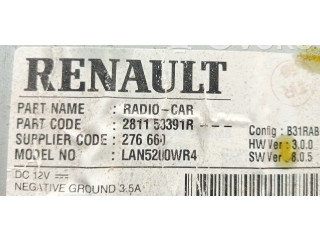 RENAULT
PART NAME : RADIO-CAR
PART CODE : 2811 53391R
SUPPLIER CODE : 276 660 Config : B31RAB
MODEL NO : LAN5200WR4 HW Ver : 3.0.0
DC 12V SW Ver : 8.0.5
NEGATIVE GROUND 3.5A